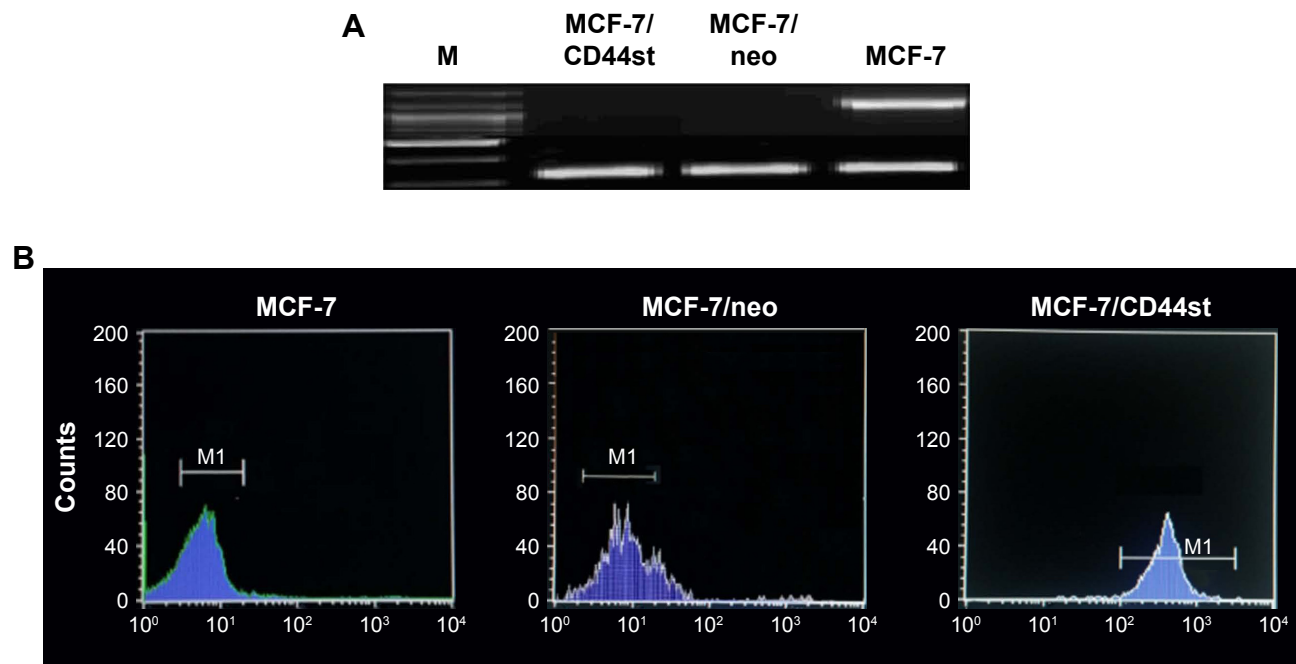 A
MCF-7/ MCF-7/
M CD44st neo MCF-7
B
MCF-7 MCF-7/neo MCF-7/CD44st
Counts
200
160
120
80
40
0
M1
10⁰ 10¹ 10² 10³ 10⁴
200
160
120
80
40
0
M1
10⁰ 10¹ 10² 10³ 10⁴
200
160
120
80
40
0
M1
10⁰ 10¹ 10² 10³ 10⁴